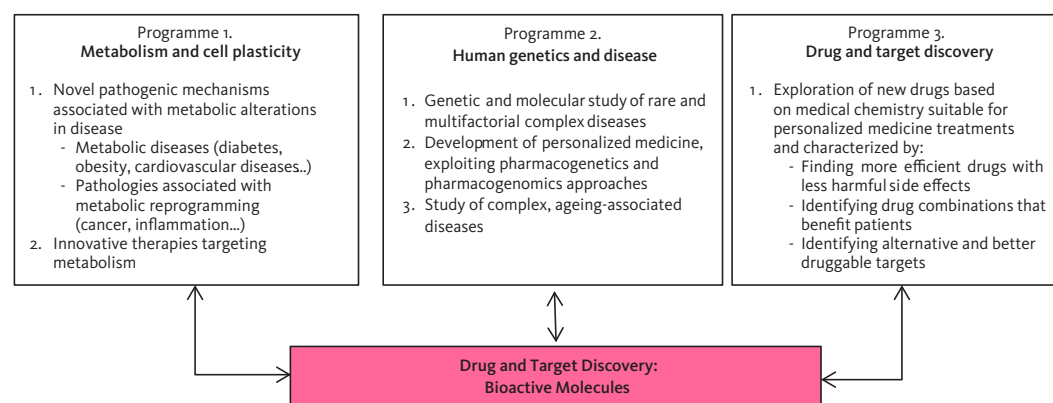 Programme 1.
Metabolism and cell plasticity
1. Novel pathogenic mechanisms
associated with metabolic alterations
in disease
- Metabolic diseases (diabetes,
obesity, cardiovascular diseases..)
- Pathologies associated with
metabolic reprogramming
(cancer, inflammation...)
2. Innovative therapies targeting
metabolism
Programme 2.
Human genetics and disease
1. Genetic and molecular study of rare and
multifactorial complex diseases
2. Development of personalized medicine,
exploiting pharmacogenetics and
pharmacogenomics approaches
3. Study of complex, ageing-associated
diseases
Programme 3.
Drug and target discovery
1. Exploration of new drugs based
on medical chemistry suitable for
personalized medicine treatments
and characterized by:
- Finding more efficient drugs with
less harmful side effects
- Identifying drug combinations that
benefit patients
- Identifying alternative and better
druggable targets
Drug and Target Discovery:
Bioactive Molecules